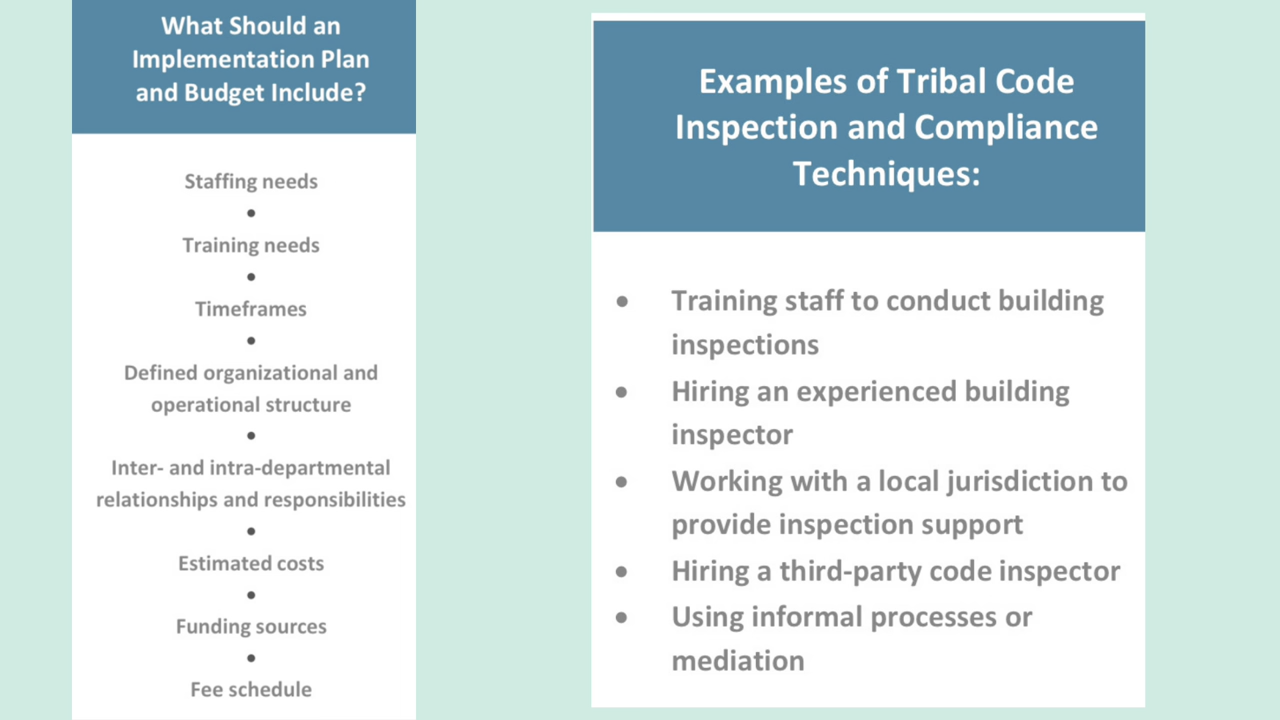 What Should an
Implementation Plan
and Budget Include?
Staffing needs
•
Training needs
•
Timeframes
•
Defined organizational and
operational structure
•
Inter- and intra-departmental
relationships and responsibilities
•
Estimated costs
•
Funding sources
•
Fee schedule
Examples of Tribal Code
Inspection and Compliance
Techniques:
• Training staff to conduct building
inspections
• Hiring an experienced building
inspector
• Working with a local jurisdiction to
provide inspection support
• Hiring a third-party code inspector
• Using informal processes or
mediation